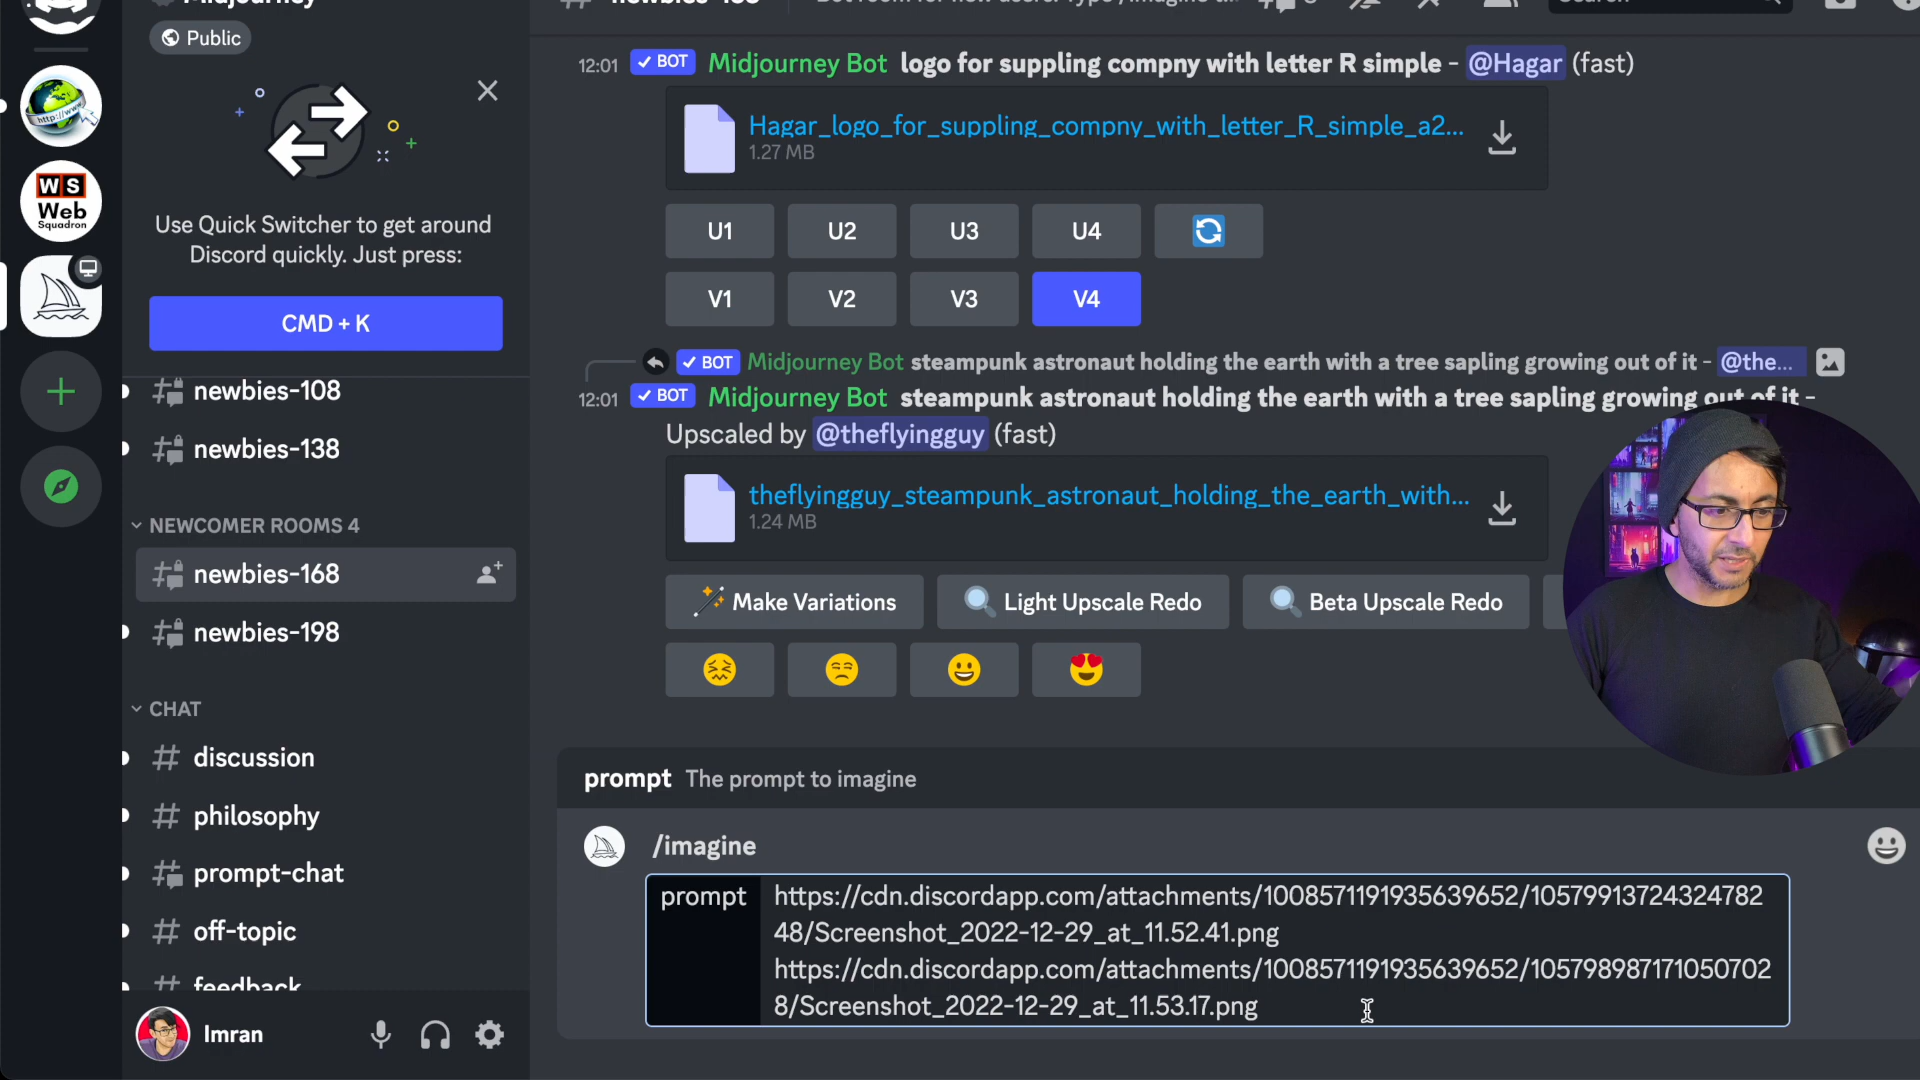 Public
Use Quick Switcher to get around
Discord quickly. Just press:
CMD + K
newbies-108
newbies-138
NEWCOMER ROOMS 4
newbies-168
newbies-198
CHAT
discussion
philosophy
prompt-chat
off-topic
feedback
Imran
http://www
WS
Web
Squadron
12:01 BOT Midjourney Bot logo for suppling compny with letter R simple - @Hagar (fast)
Hagar_logo_for_suppling_compny_with_letter_R_simple_a2...
1.27 MB
U1 U2 U3 U4
V1 V2 V3 V4
BOT Midjourney Bot steampunk astronaut holding the earth with a tree sapling growing out of it - @the...
12:01 BOT Midjourney Bot steampunk astronaut holding the earth with a tree sapling growing out of it -
Upscaled by @theflyingguy (fast)
theflyingguy_steampunk_astronaut_holding_the_earth_with...
1.24 MB
Make Variations Light Upscale Redo Beta Upscale Redo
prompt The prompt to imagine
/imagine
prompt https://cdn.discordapp.com/attachments/1008571191935639652/10579913724324782
48/Screenshot_2022-12-29_at_11.52.41.png
https://cdn.discordapp.com/attachments/1008571191935639652/105798987171050702
8/Screenshot_2022-12-29_at_11.53.17.png